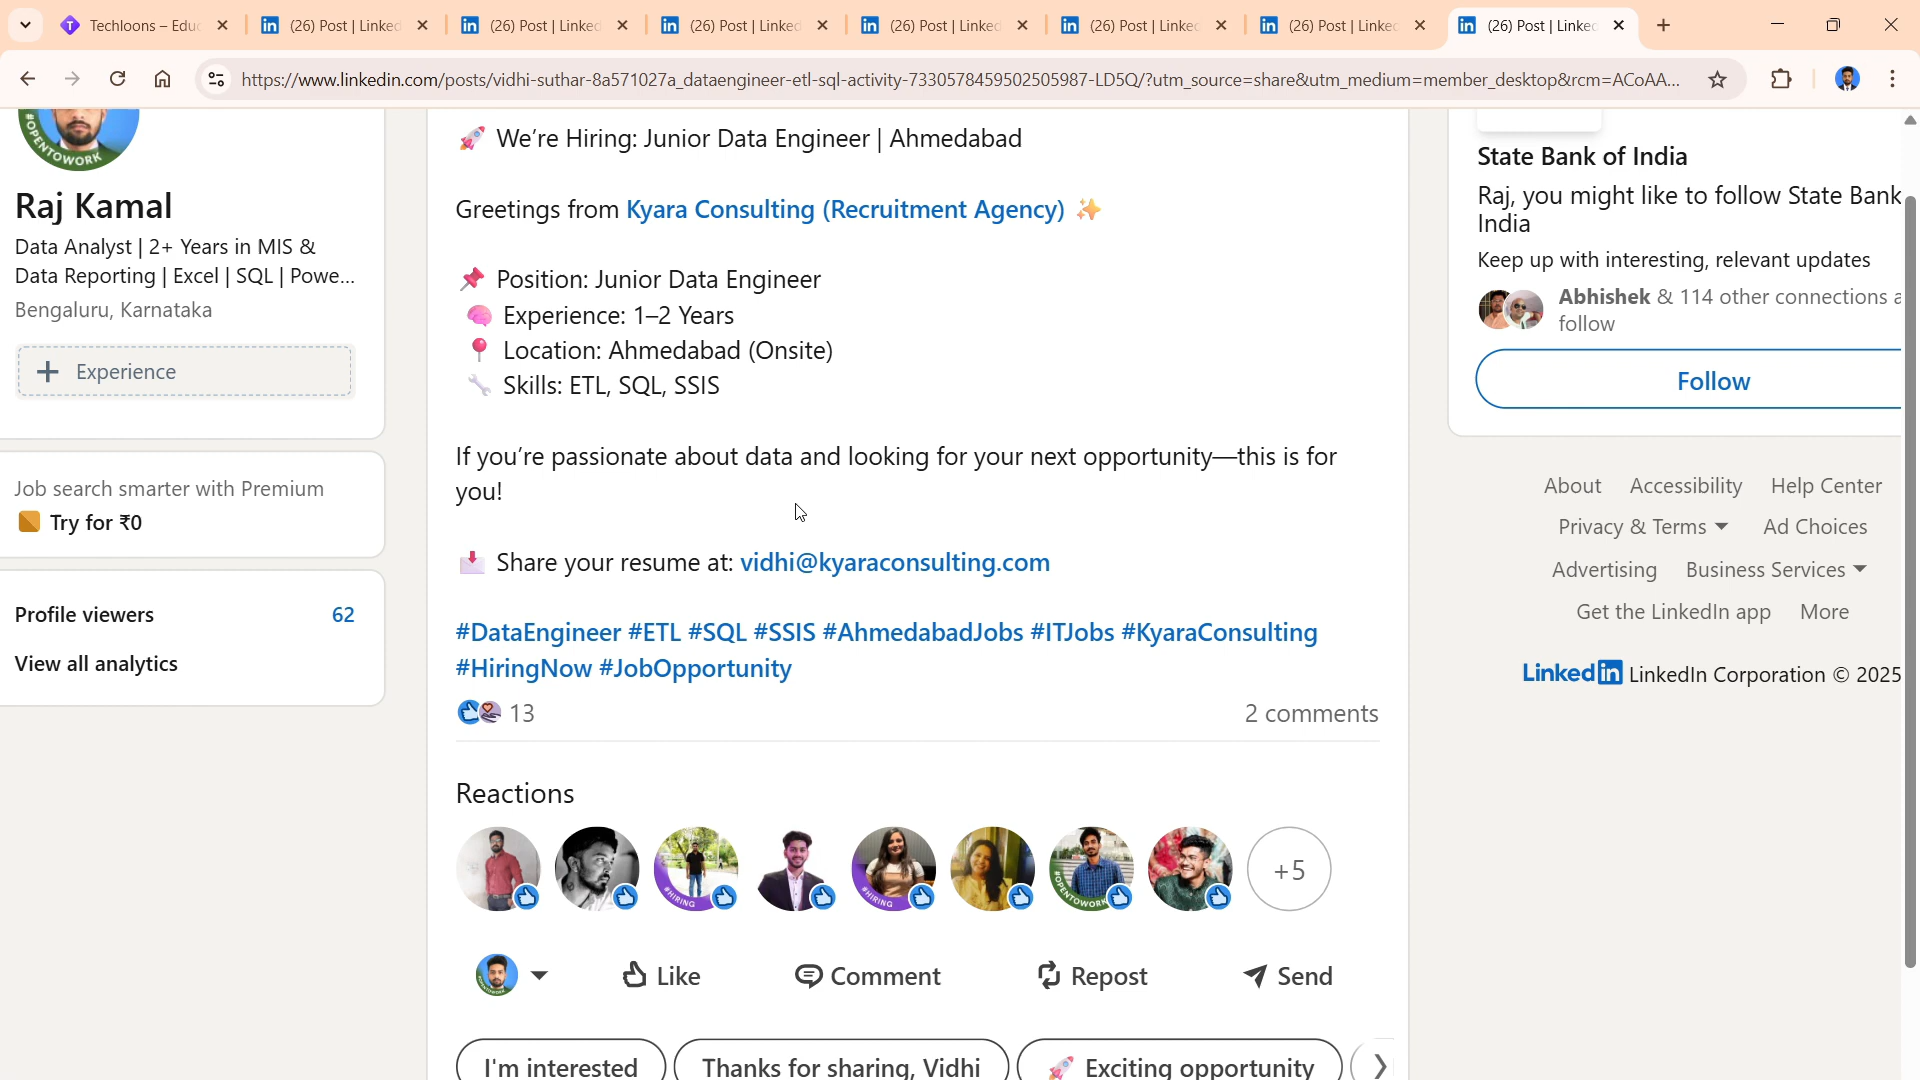 Techloons – Educ
(26) Post | Linked
(26) Post | Linked
(26) Post | Linked
(26) Post | Linked
(26) Post | Linked
(26) Post | Linked
(26) Post | Linked
https://www.linkedin.com/posts/vidhi-suthar-8a571027a_dataengineer-etl-sql-activity-7330578459502505987-LD5Q/?utm_source=share&utm_medium=member_desktop&rcm=ACoAA...
#OPENTOWORK
Raj Kamal
Data Analyst | 2+ Years in MIS &
Data Reporting | Excel | SQL | Powe...
Bengaluru, Karnataka
+ Experience
Job search smarter with Premium
Try for ₹0
Profile viewers 62
View all analytics
🚀 We’re Hiring: Junior Data Engineer | Ahmedabad
Greetings from Kyara Consulting (Recruitment Agency) ✨
📌 Position: Junior Data Engineer
🧠 Experience: 1–2 Years
📍 Location: Ahmedabad (Onsite)
🔧 Skills: ETL, SQL, SSIS
If you’re passionate about data and looking for your next opportunity—this is for
you!
📩 Share your resume at: vidhi@kyaraconsulting.com
#DataEngineer #ETL #SQL #SSIS #AhmedabadJobs #ITJobs #KyaraConsulting
#HiringNow #JobOpportunity
13
2 comments
Reactions
#HIRING
#HIRING
#OPENTOWORK
+5
Like
Comment
Repost
Send
I'm interested
Thanks for sharing, Vidhi
🚀 Exciting opportunity
State Bank of India
Raj, you might like to follow State Bank
India
Keep up with interesting, relevant updates
Abhishek & 114 other connections a
follow
Follow
About Accessibility Help Center
Privacy & Terms Ad Choices
Advertising Business Services
Get the LinkedIn app More
Linked in LinkedIn Corporation © 2025